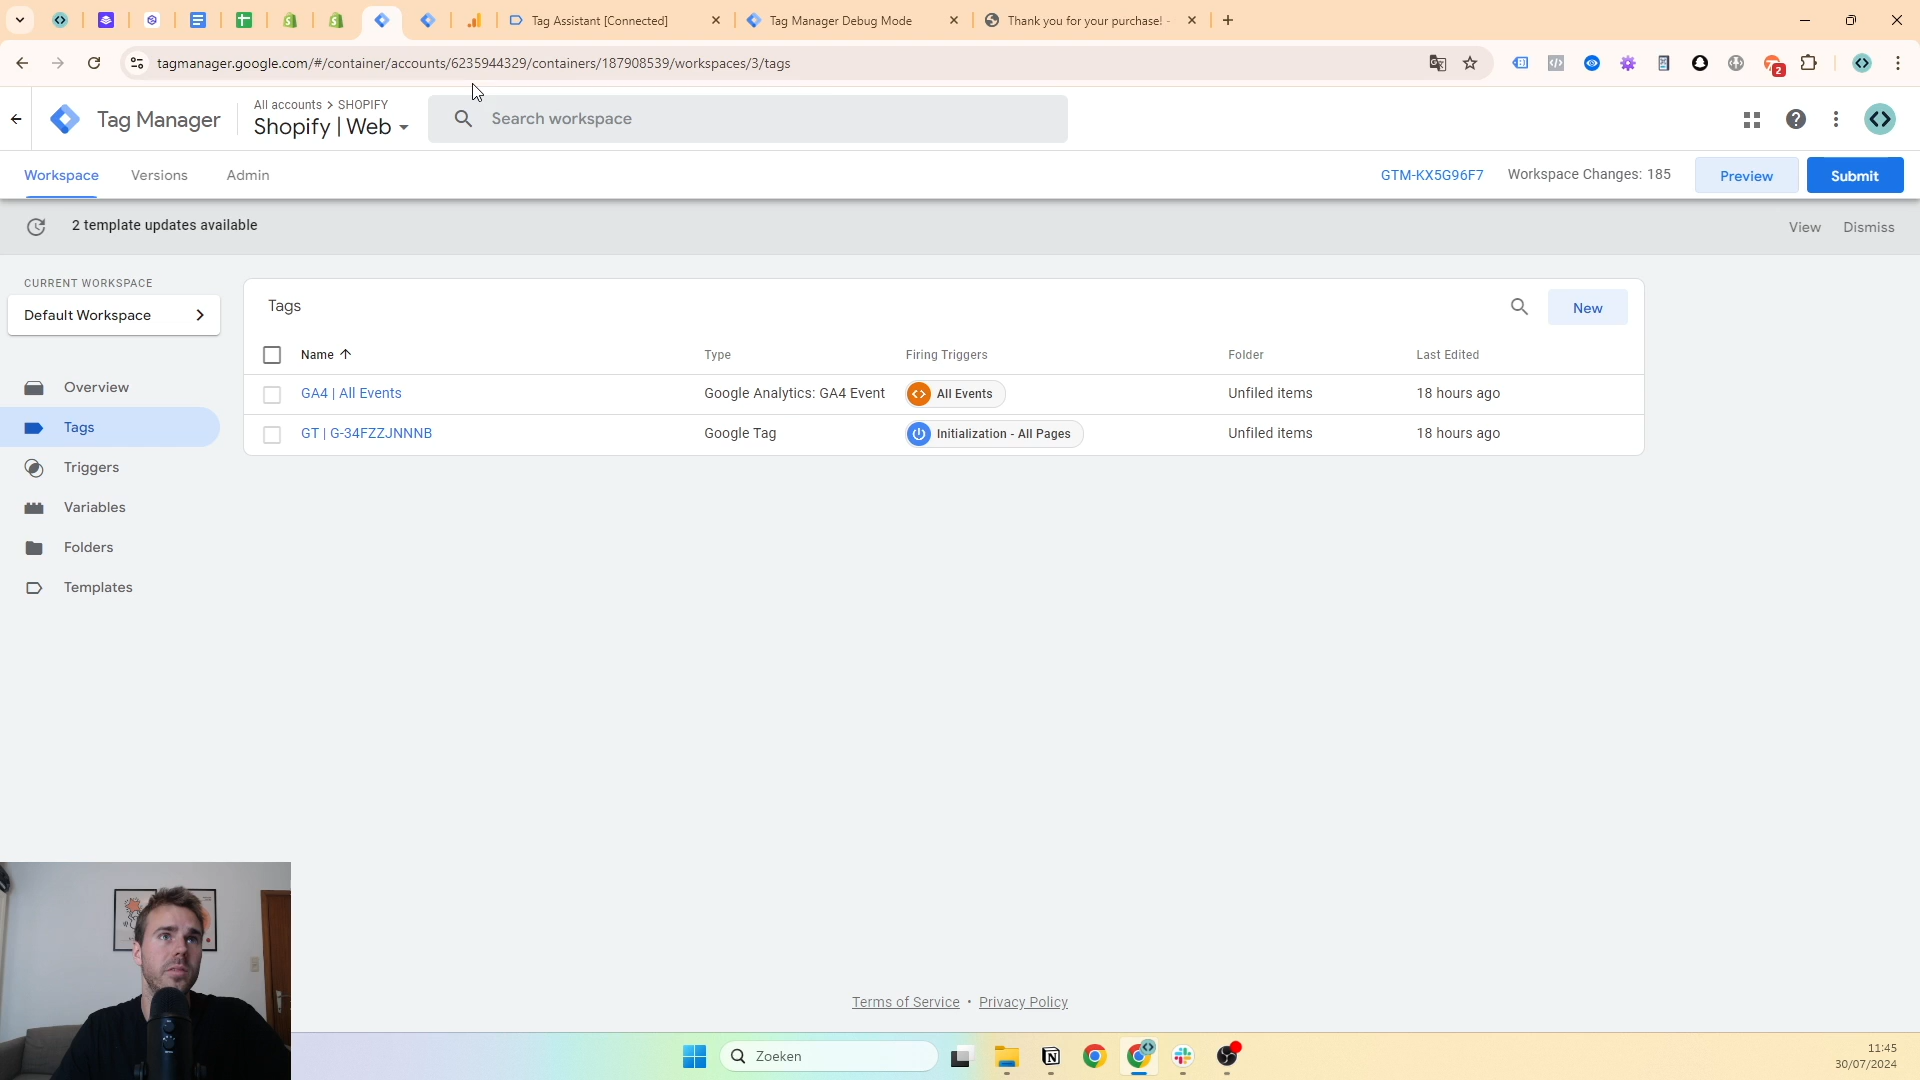 Tag Assistant [Connected]
Tag Manager Debug Mode
Thank you for your purchase! -
tagmanager.google.com/#/container/accounts/6235944329/containers/187908539/workspaces/3/tags
2
Tag Manager
All accounts > SHOPIFY
Shopify | Web
Search workspace
Workspace
Versions
Admin
GTM-KX5G96F7
Workspace Changes: 185
Preview
Submit
2 template updates available
View
Dismiss
CURRENT WORKSPACE
Default Workspace
Overview
Tags
Triggers
Variables
Folders
Templates
Tags
New
Name
Type
Firing Triggers
Folder
Last Edited
GA4 | All Events
Google Analytics: GA4 Event
All Events
Unfiled items
18 hours ago
GT | G-34FZZJNNNB
Google Tag
Initialization - All Pages
Unfiled items
18 hours ago
Terms of Service • Privacy Policy
Zoeken
11:45
30/07/2024